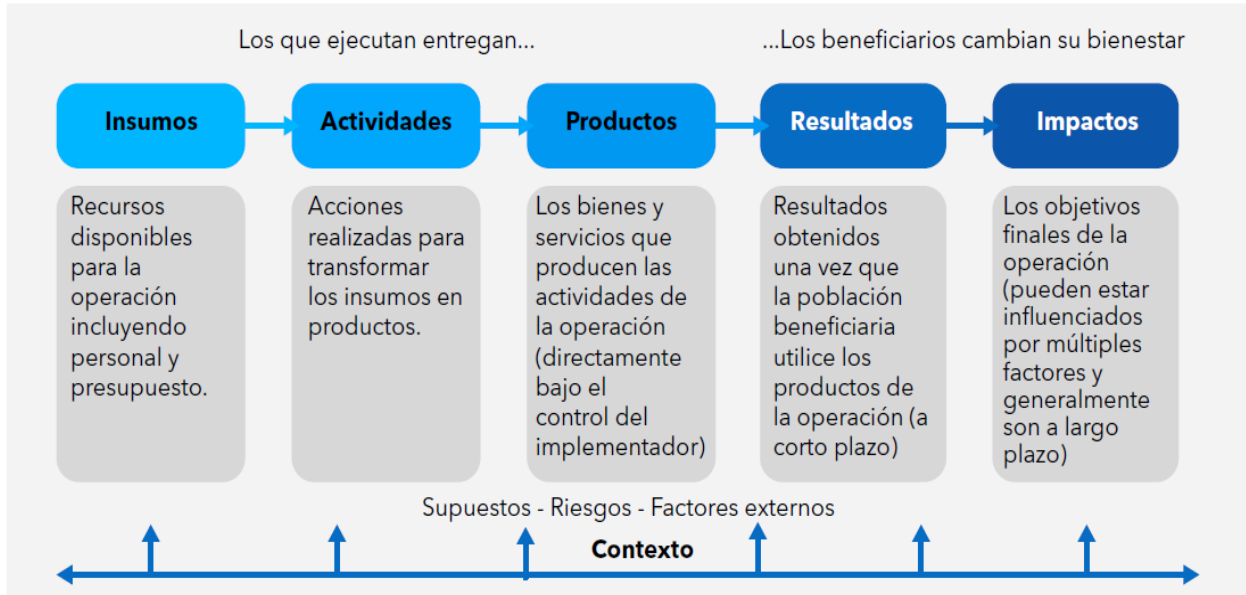 Los que ejecutan entregan...
...Los beneficiarios cambian su bienestar
Insumos
Actividades
Productos
Resultados
Impactos
Recursos
disponibles
para la
operación
incluyendo
personal y
presupuesto.
Acciones
realizadas para
transformar
los insumos en
productos.
Los bienes y
servicios que
producen las
actividades de
la operación
(directamente
bajo el
control del
implementador)
Resultados
obtenidos
una vez que
la población
beneficiaria
utilice los
productos de
la operación (a
corto plazo)
Los objetivos
finales de la
operación
(pueden estar
influenciados
por múltiples
factores y
generalmente
son a largo
plazo)
Supuestos - Riesgos - Factores externos
Contexto